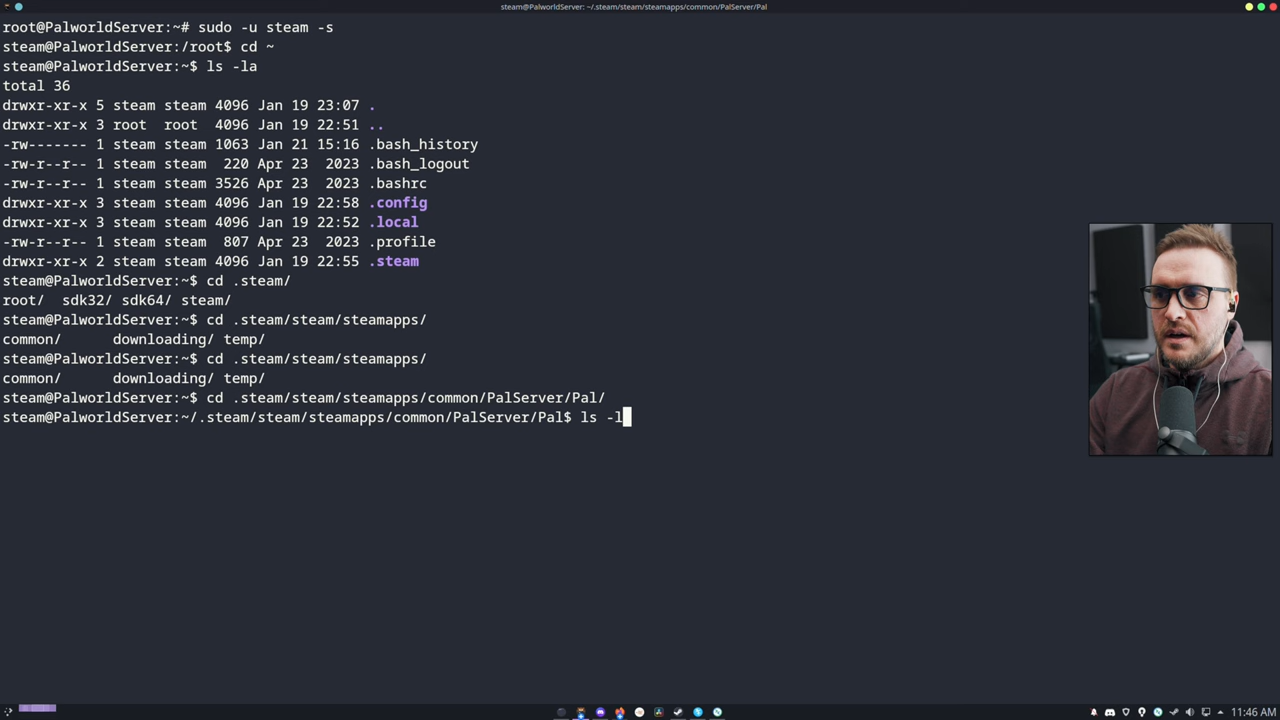 steam@PalworldServer: ~/.steam/steam/steamapps/common/PalServer/Pal
root@PalworldServer:~# sudo -u steam -s
steam@PalworldServer:/root$ cd ~
steam@PalworldServer:~$ ls -la
total 36
drwxr-xr-x 5 steam steam 4096 Jan 19 23:07 .
drwxr-xr-x 3 root  root  4096 Jan 19 22:51 ..
-rw------- 1 steam steam 1063 Jan 21 15:16 .bash_history
-rw-r--r-- 1 steam steam  220 Apr 23  2023 .bash_logout
-rw-r--r-- 1 steam steam 3526 Apr 23  2023 .bashrc
drwxr-xr-x 3 steam steam 4096 Jan 19 22:58 .config
drwxr-xr-x 3 steam steam 4096 Jan 19 22:52 .local
-rw-r--r-- 1 steam steam  807 Apr 23  2023 .profile
drwxr-xr-x 2 steam steam 4096 Jan 19 22:55 .steam
steam@PalworldServer:~$ cd .steam/
root/  sdk32/ sdk64/ steam/
steam@PalworldServer:~$ cd .steam/steam/steamapps/
common/      downloading/ temp/
steam@PalworldServer:~$ cd .steam/steam/steamapps/
common/      downloading/ temp/
steam@PalworldServer:~$ cd .steam/steam/steamapps/common/PalServer/Pal/
steam@PalworldServer:~/.steam/steam/steamapps/common/PalServer/Pal$ ls -l
11:46 AM